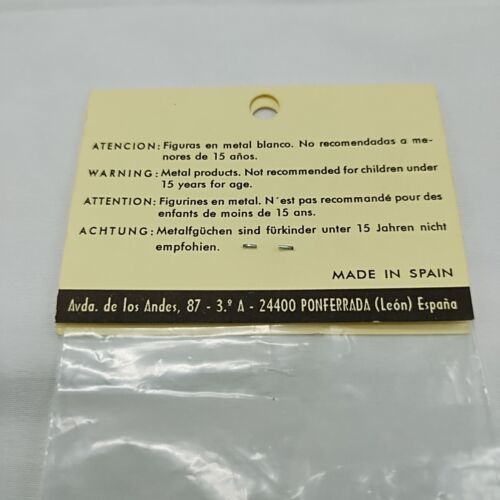 ATENCION: Figuras en metal blanco. No recomendadas a me-
nores de 15 años.
WARNING: Metal products. Not recommended for children under
15 years for age.
ATTENTION: Figurines en metal. N´est pas recommandé pour des
enfants de moins de 15 ans.
ACHTUNG: Metalfgüchen sind fürkinder unter 15 Jahren nicht
empfohien.
MADE IN SPAIN
Avda. de los Andes, 87 - 3.º A - 24400 PONFERRADA (León) España